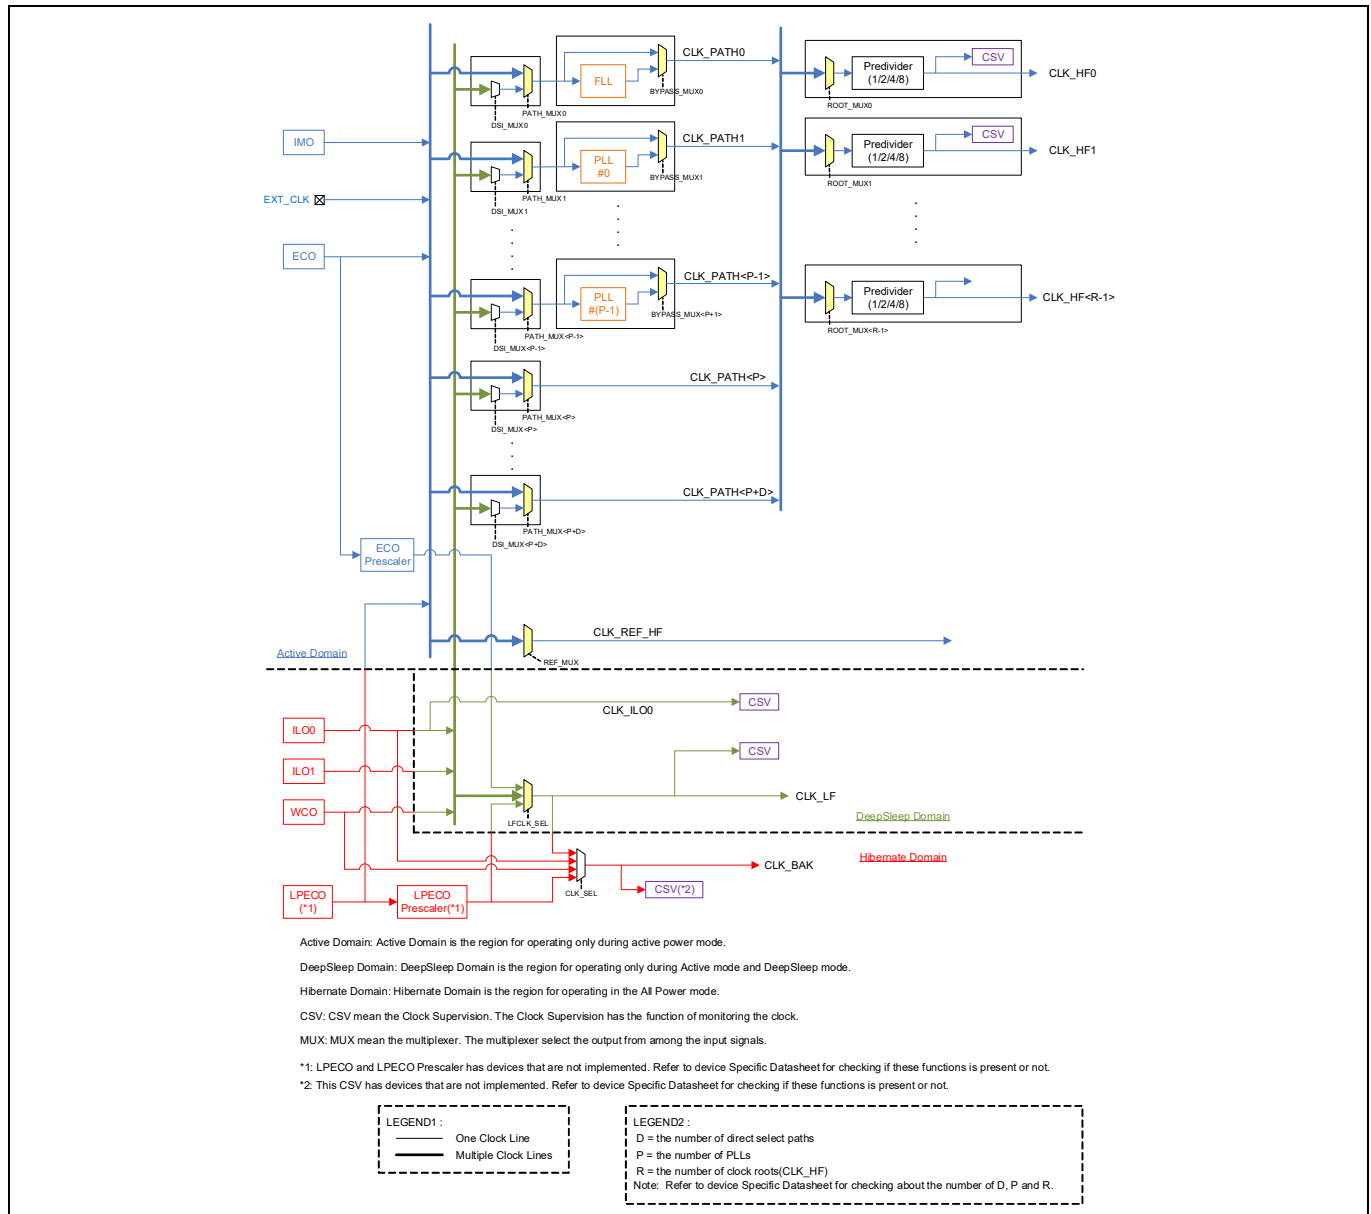 CLK_PATH0
CSV
FLL
Predivider
(1/2/4/8)
CLK_HF0
BYPASS_MUX0
ROOT_MUX0
PATH_MUX0
DSI_MUX0
IMO
CLK_PATH1
CSV
PLL
#0
Predivider
(1/2/4/8)
CLK_HF1
BYPASS_MUX1
ROOT_MUX1
PATH_MUX1
DSI_MUX1
EXT_CLK
ECO
CLK_PATH<P-1>
PLL
#(P-1)
Predivider
(1/2/4/8)
CLK_HF<R-1>
BYPASS_MUX<P+1>
ROOT_MUX<R-1>
PATH_MUX<P-1>
DSI_MUX<P-1>
CLK_PATH<P>
PATH_MUX<P>
DSI_MUX<P>
CLK_PATH<P+D>
PATH_MUX<P+D>
DSI_MUX<P+D>
ECO
Prescaler
CLK_REF_HF
REF_MUX
Active Domain
CSV
CLK_ILO0
ILO0
CSV
ILO1
CLK_LF
WCO
LFCLK_SEL
DeepSleep Domain
Hibernate Domain
CLK_BAK
CSV(*2)
CLK_SEL
LPECO
(*1)
LPECO
Prescaler(*1)
Active Domain: Active Domain is the region for operating only during active power mode.
DeepSleep Domain: DeepSleep Domain is the region for operating only during Active mode and DeepSleep mode.
Hibernate Domain: Hibernate Domain is the region for operating in the All Power mode.
CSV: CSV mean the Clock Supervision. The Clock Supervision has the function of monitoring the clock.
MUX: MUX mean the multiplexer. The multiplexer select the output from among the input signals.
*1: LPECO and LPECO Prescaler has devices that are not implemented. Refer to device Specific Datasheet for checking if these functions is present or not.
*2: This CSV has devices that are not implemented. Refer to device Specific Datasheet for checking if these functions is present or not.
LEGEND1 :
One Clock Line
Multiple Clock Lines
LEGEND2 :
D = the number of direct select paths
P = the number of PLLs
R = the number of clock roots(CLK_HF)
Note: Refer to device Specific Datasheet for checking about the number of D, P and R.